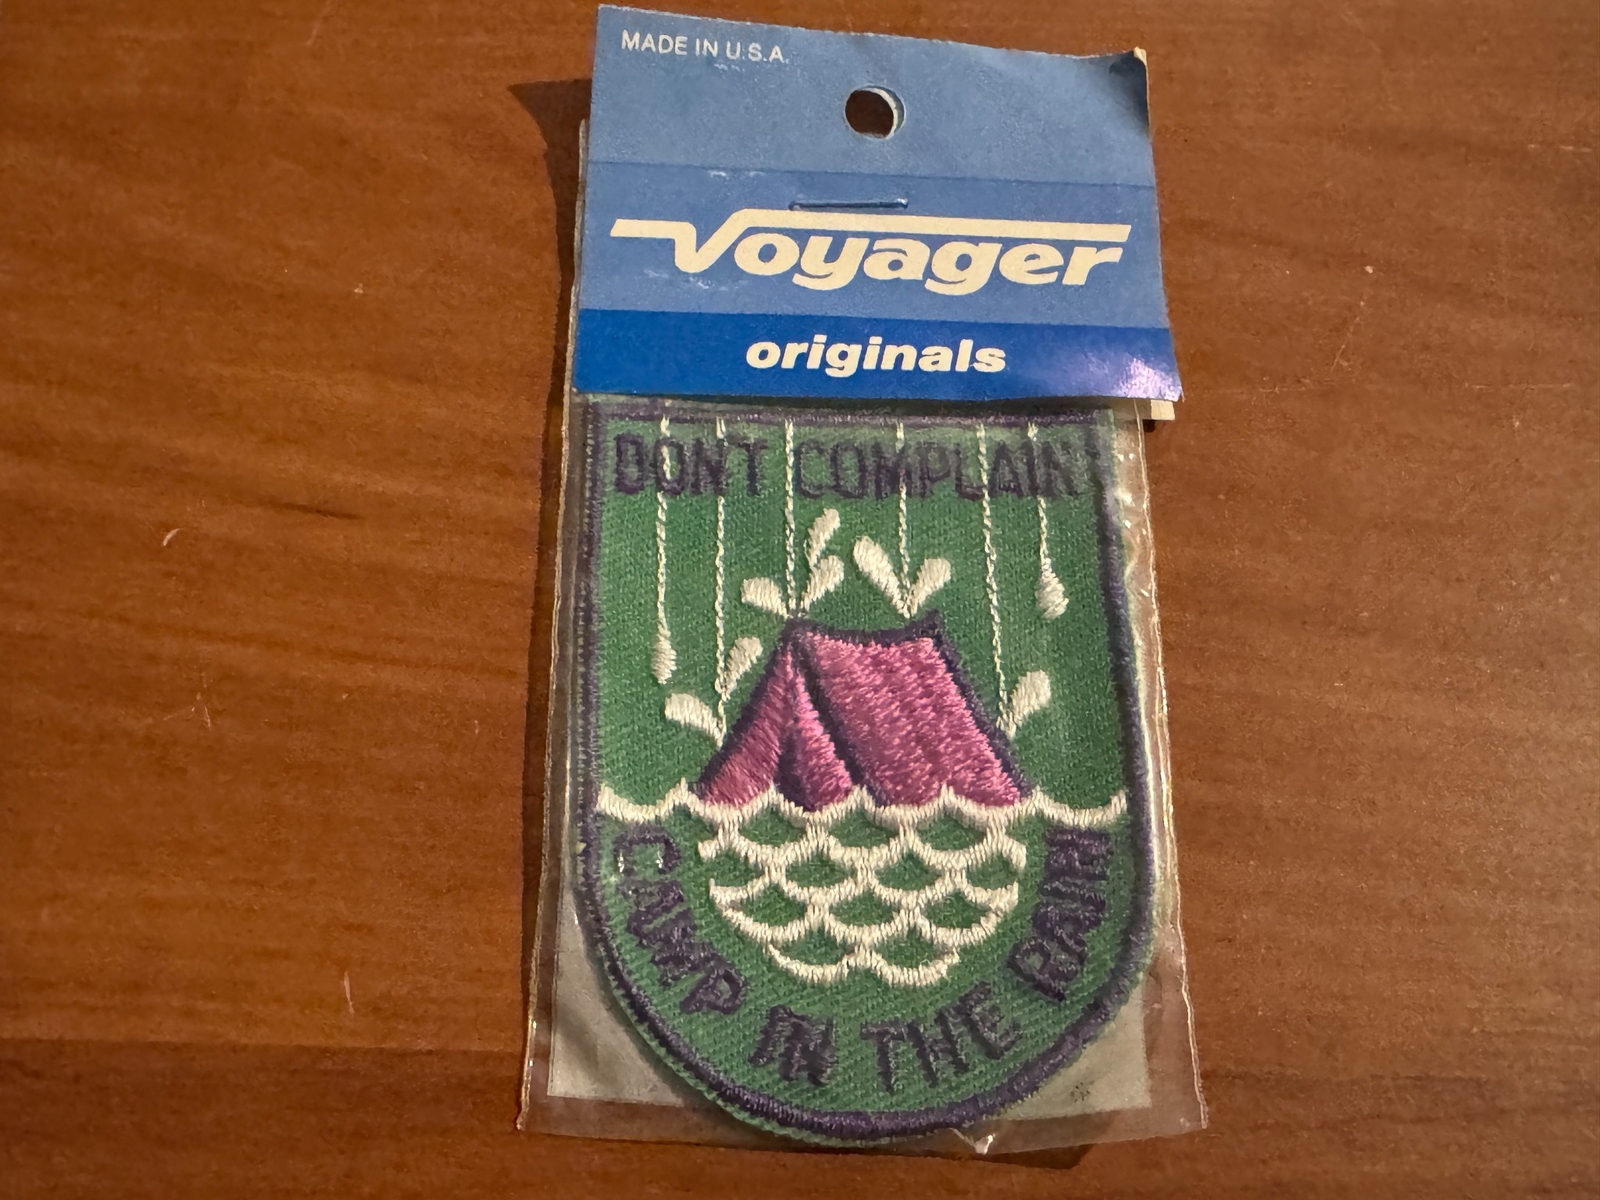 MADE IN U.S.A.
Voyager
originals
DON'T COMPLAIN!
CAMP IN THE RAIN